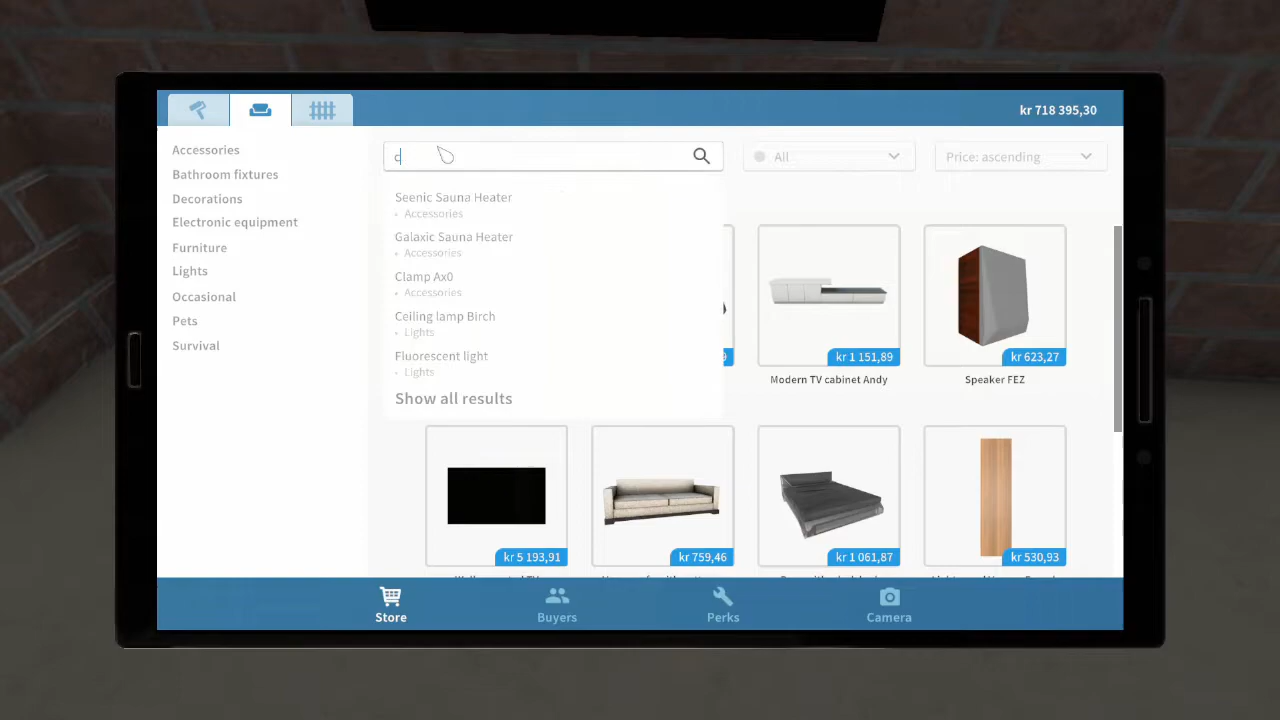 kr 718 395,30
Accessories
Bathroom fixtures
Decorations
Electronic equipment
Furniture
Lights
Occasional
Pets
Survival
c
All
Price: ascending
Seenic Sauna Heater
• Accessories
Galaxic Sauna Heater
• Accessories
Clamp Ax0
• Accessories
Ceiling lamp Birch
• Lights
Fluorescent light
• Lights
Show all results
9
kr 1 151,89
kr 623,27
Modern TV cabinet Andy
Speaker FEZ
kr 5 193,91
kr 759,46
kr 1 061,87
kr 530,93
Store
Buyers
Perks
Camera